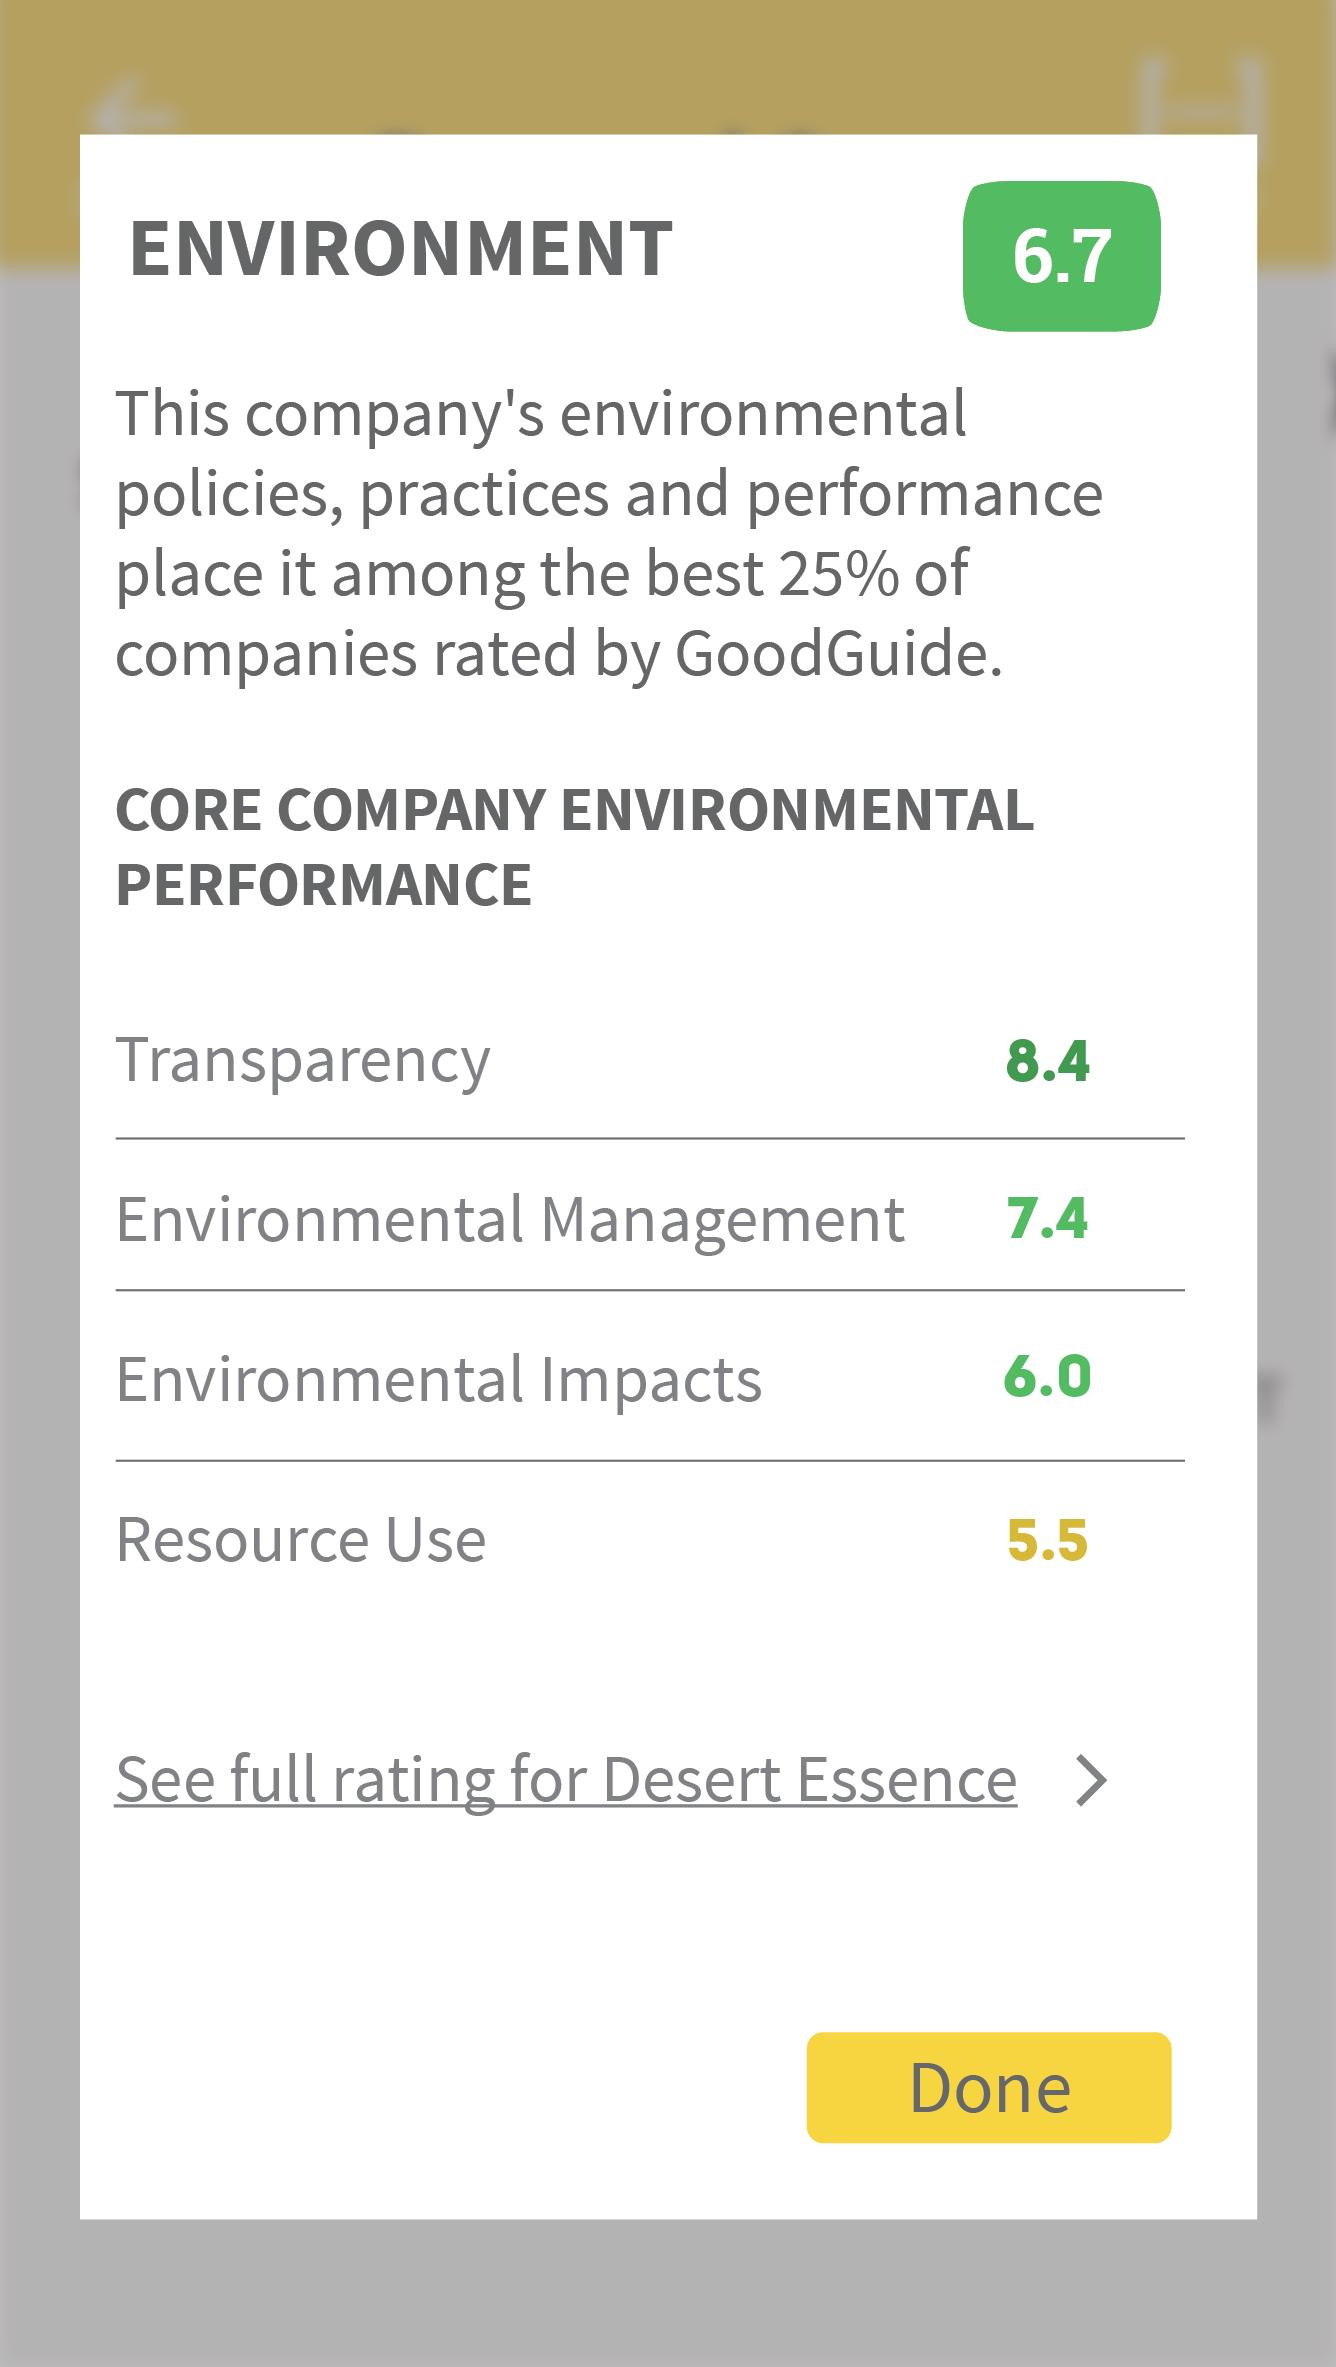 ENVIRONMENT 6.7
This company's environmental
policies, practices and performance
place it among the best 25% of
companies rated by GoodGuide.
CORE COMPANY ENVIRONMENTAL
PERFORMANCE
Transparency 8.4
Environmental Management 7.4
Environmental Impacts 6.0
Resource Use 5.5
See full rating for Desert Essence
Done